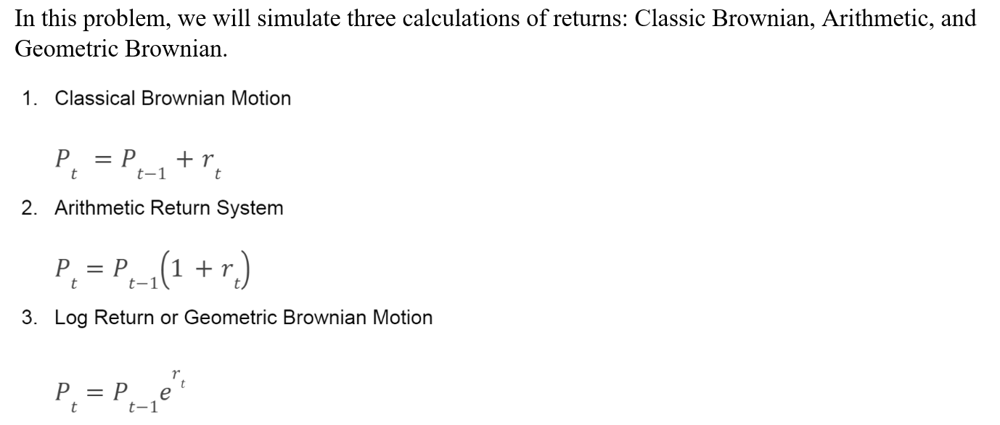 In this problem, we will simulate three calculations of returns: Classic Brownian, Arithmetic, and
Geometric Brownian.
1. Classical Brownian Motion
P_t = P_{t−1} + r_t
2. Arithmetic Return System
P_t = P_{t−1}(1 + r_t)
3. Log Return or Geometric Brownian Motion
P_t = P_{t−1}e^{r_t}